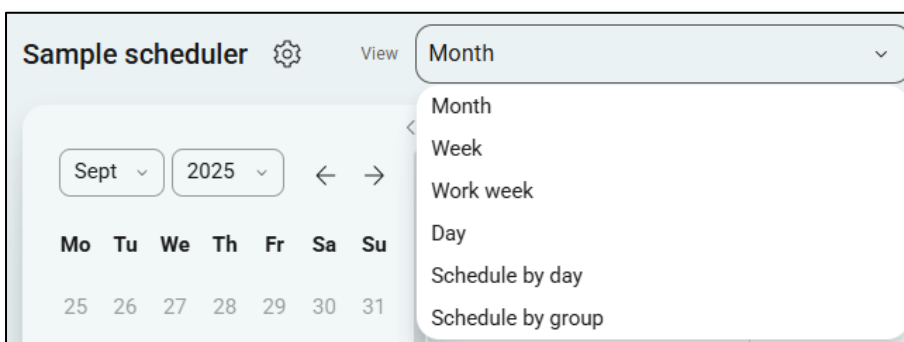 Sample scheduler View Month
Month
Week
Work week
Day
Schedule by day
Schedule by group
Sept 2025
Mo Tu We Th Fr Sa Su
25 26 27 28 29 30 31